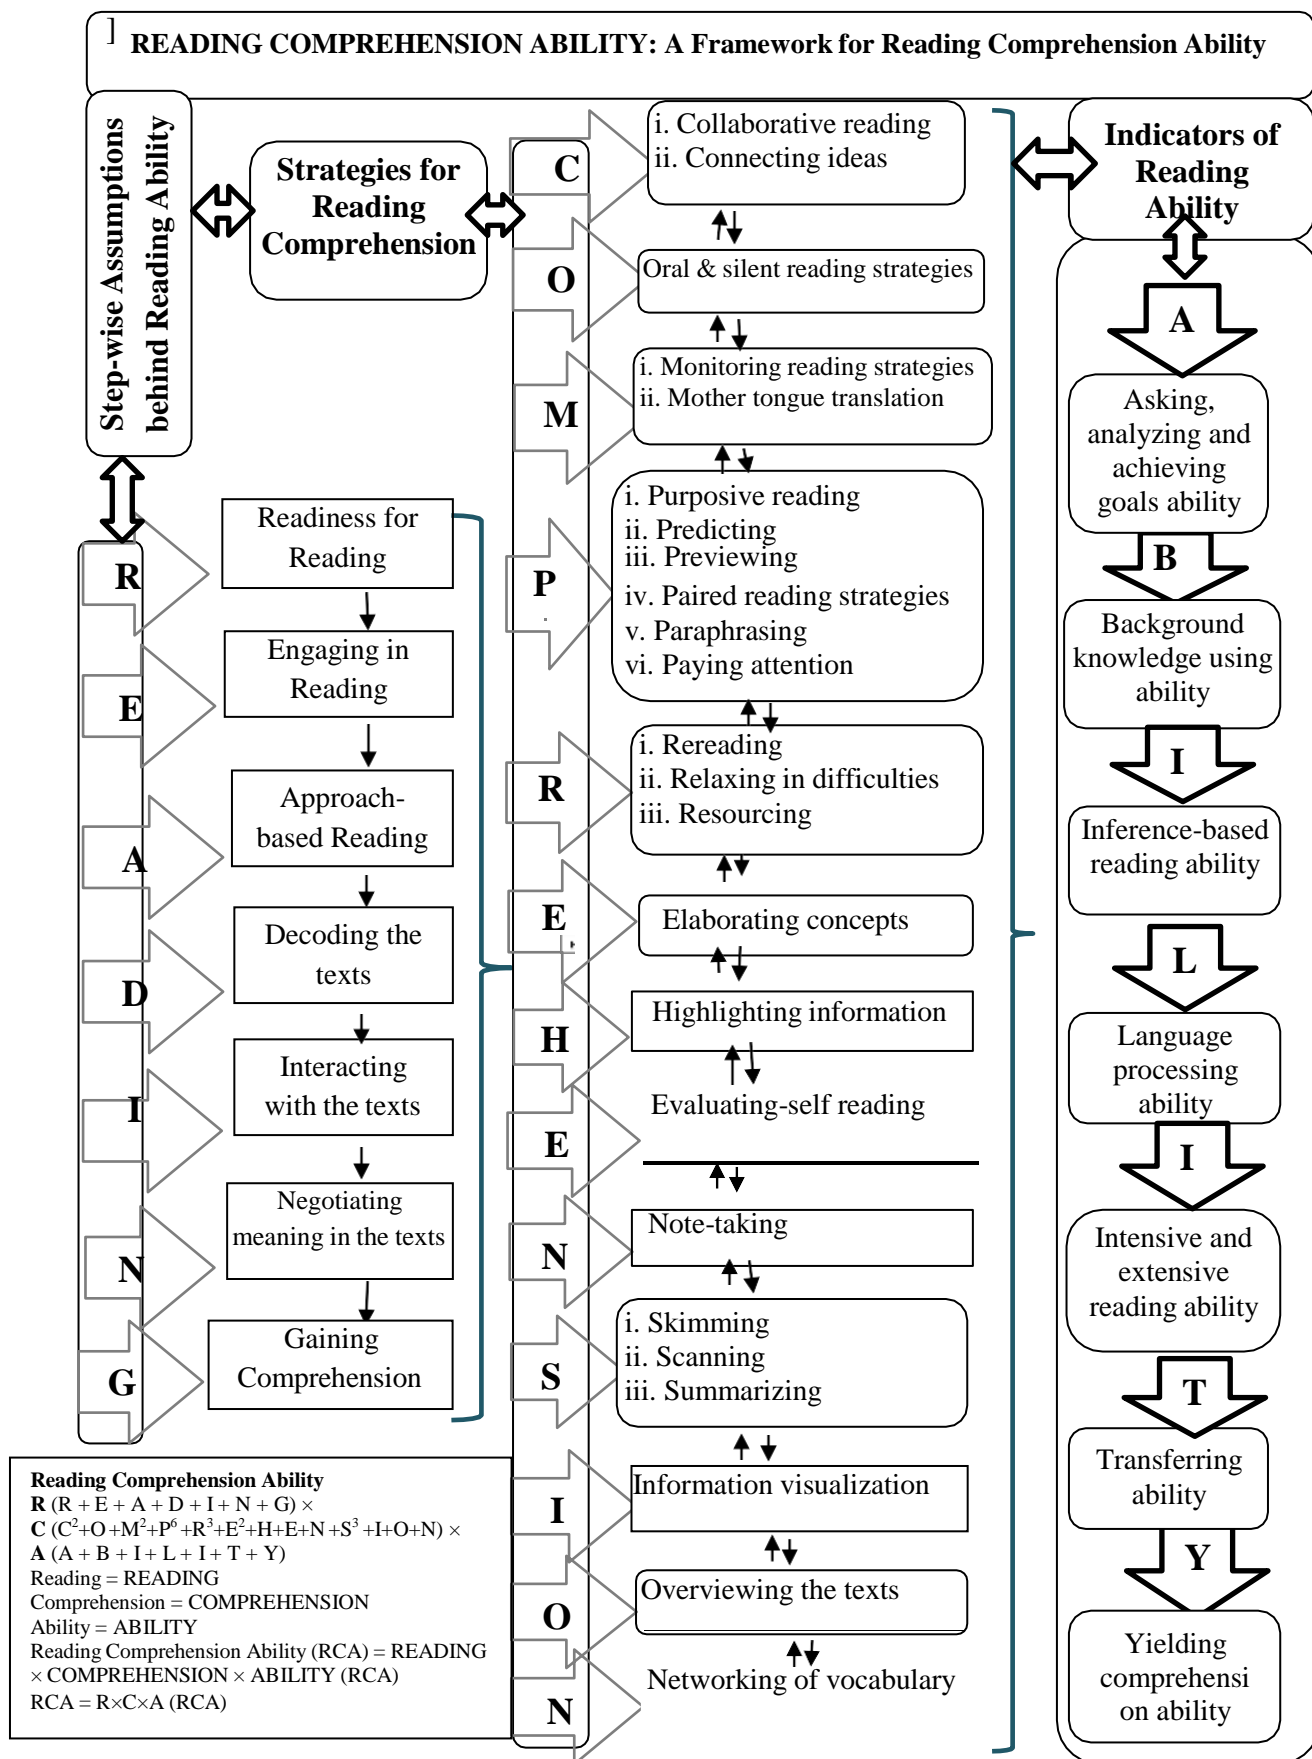 ] READING COMPREHENSION ABILITY: A Framework for Reading Comprehension Ability
Step-wise Assumptions
behind Reading Ability
Strategies for
Reading
Comprehension
R
Readiness for
Reading
E
Engaging in
Reading
A
Approach-
based Reading
D
Decoding the
texts
I
Interacting
with the texts
N
Negotiating
meaning in the texts
G
Gaining
Comprehension
C
i. Collaborative reading
ii. Connecting ideas
O
Oral & silent reading strategies
M
i. Monitoring reading strategies
ii. Mother tongue translation
P
.
i. Purposive reading
ii. Predicting
iii. Previewing
iv. Paired reading strategies
v. Paraphrasing
vi. Paying attention
R
i. Rereading
ii. Relaxing in difficulties
iii. Resourcing
E
Elaborating concepts
H
Highlighting information
E
Evaluating-self reading
N
Note-taking
S
i. Skimming
ii. Scanning
iii. Summarizing
I
Information visualization
O
Overviewing the texts
N
Networking of vocabulary
Indicators of
Reading
Ability
A
Asking,
analyzing and
achieving
goals ability
B
Background
knowledge using
ability
I
Inference-based
reading ability
L
Language
processing
ability
I
Intensive and
extensive
reading ability
T
Transferring
ability
Y
Yielding
comprehensi
on ability
Reading Comprehension Ability
R (R + E + A + D + I + N + G) ×
C (C²+O+M²+P⁶+R³+E²+H+E+N+S³+I+O+N) ×
A (A + B + I + L + I + T + Y)
Reading = READING
Comprehension = COMPREHENSION
Ability = ABILITY
Reading Comprehension Ability (RCA) = READING
× COMPREHENSION × ABILITY (RCA)
RCA = R×C×A (RCA)